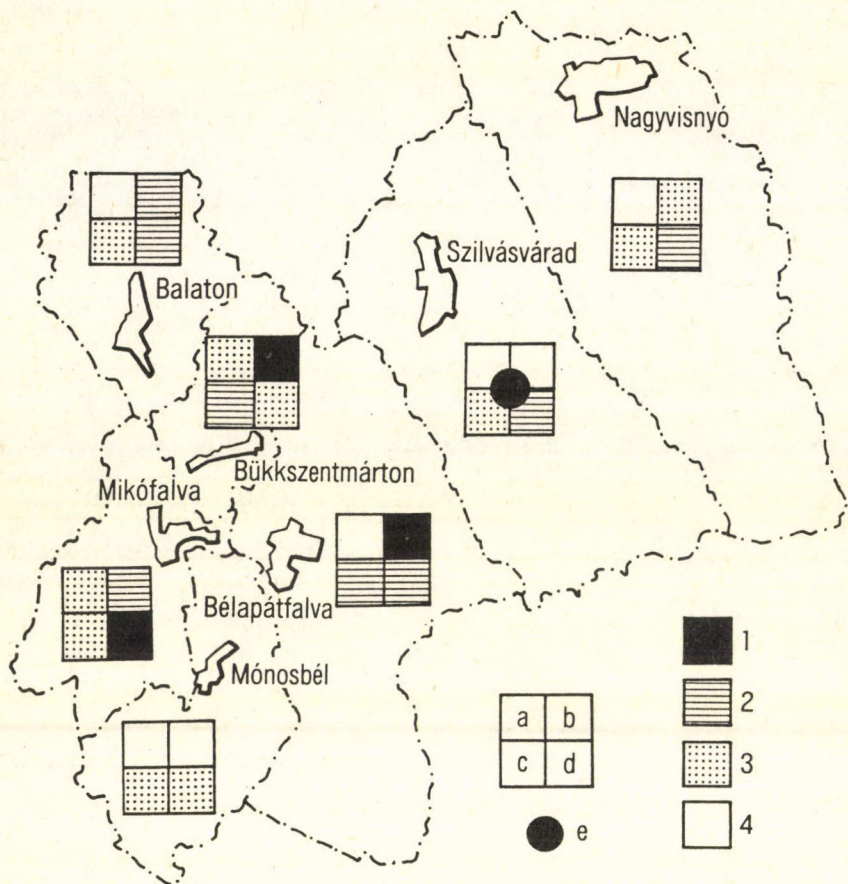 Nagyvisnyó
Szilvásvárad
Balaton
Bükkszentmárton
Mikófalva
Bélapátfalva
Mónosbél
1
a b
2
c d
3
e
4